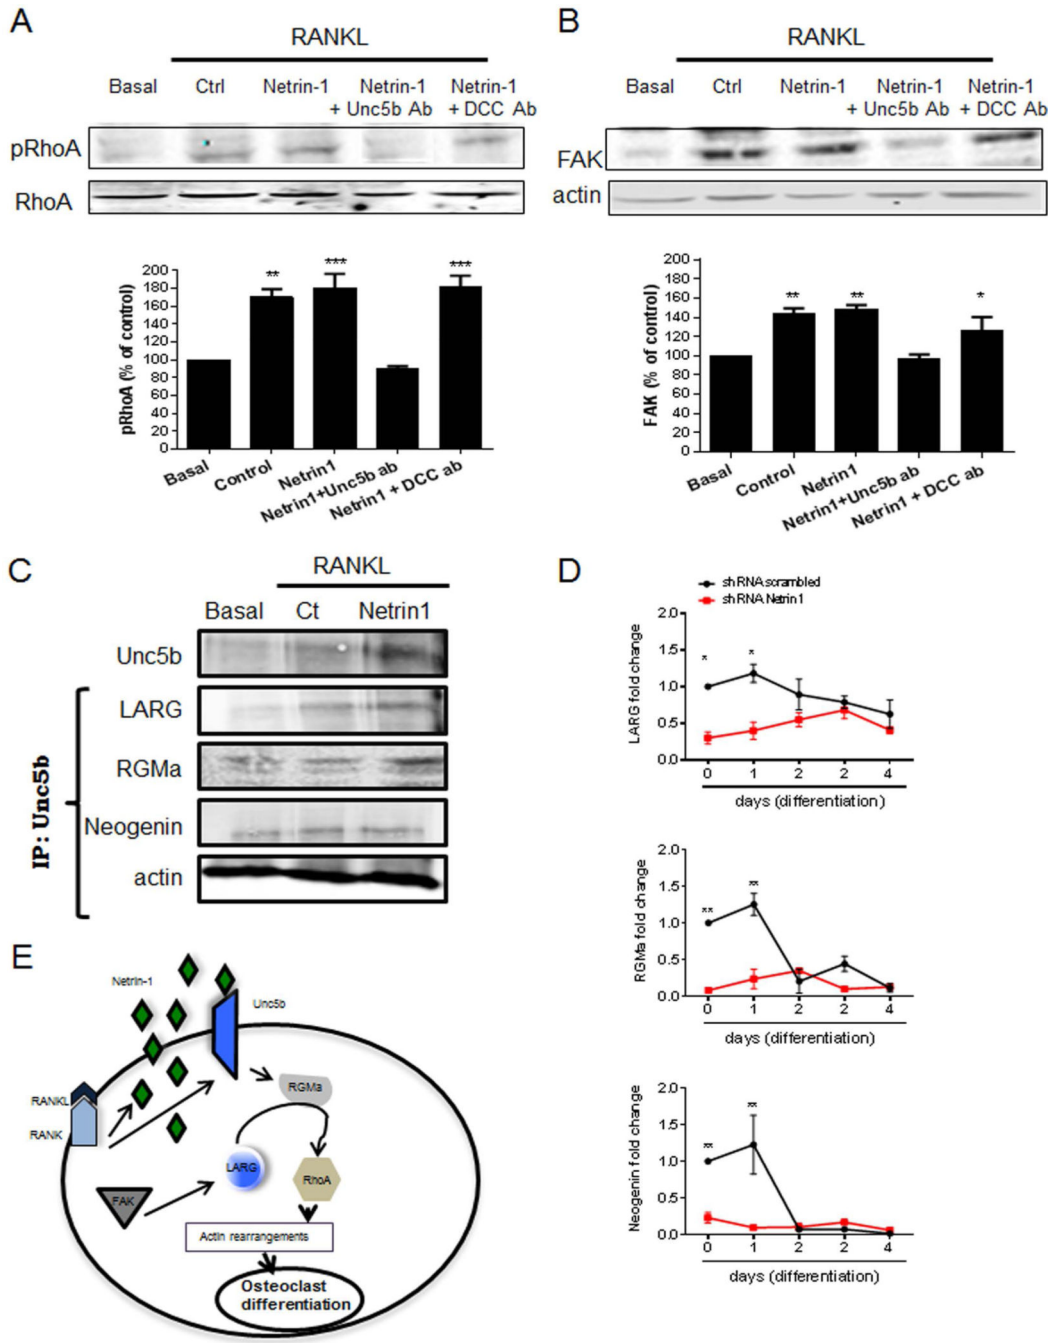 A
RANKL
Basal Ctrl Netrin-1 Netrin-1 + Unc5b Ab Netrin-1 + DCC Ab
pRhoA
RhoA
pRhoA (% of control)
200
180
160
140
120
100
80
60
40
20
0
** *** ***
Basal Control Netrin1 Netrin1+Unc5b ab Netrin1 + DCC ab
B
RANKL
Basal Ctrl Netrin-1 Netrin-1 + Unc5b Ab Netrin-1 + DCC Ab
FAK
actin
FAK (% of control)
200
180
160
140
120
100
80
60
40
20
0
** ** *
Basal Control Netrin1 Netrin1+Unc5b ab Netrin1 + DCC ab
C
RANKL
Basal Ct Netrin1
Unc5b
IP: Unc5b
LARG
RGMa
Neogenin
actin
D
shRNA scrambled
shRNA Netrin1
LARG fold change
2.0
1.5
1.0
0.5
0.0
* *
0 1 2 2 4
days (differentiation)
RGMa fold change
2.0
1.5
1.0
0.5
0.0
** **
0 1 2 2 4
days (differentiation)
Neogenin fold change
2.0
1.5
1.0
0.5
0.0
** **
0 1 2 2 4
days (differentiation)
E
Netrin-1
Unc5b
RANKL
RANK
RGMa
LARG
RhoA
FAK
Actin rearrangements
Osteoclast
differentiation